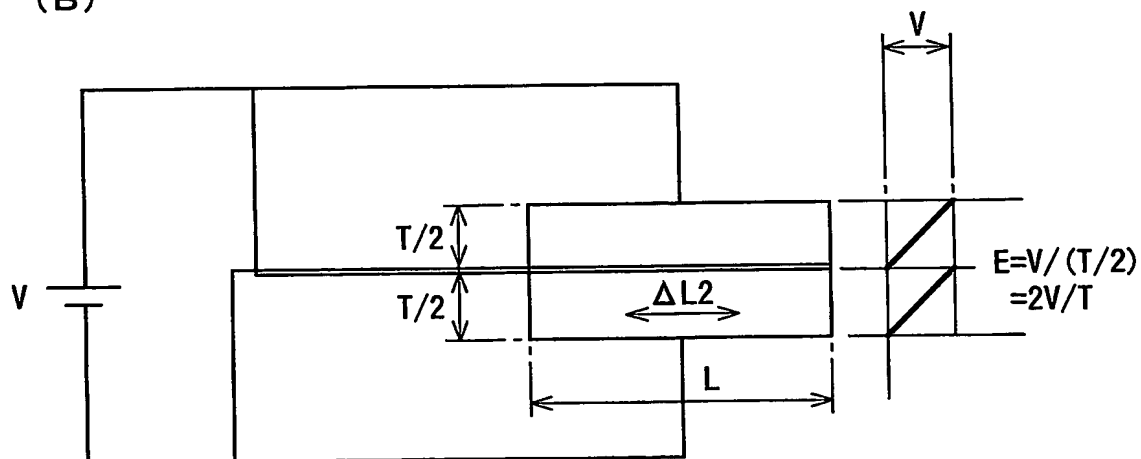 (B)
V
T/2
T/2
V
ΔL2
L
E=V/(T/2)
=2V/T